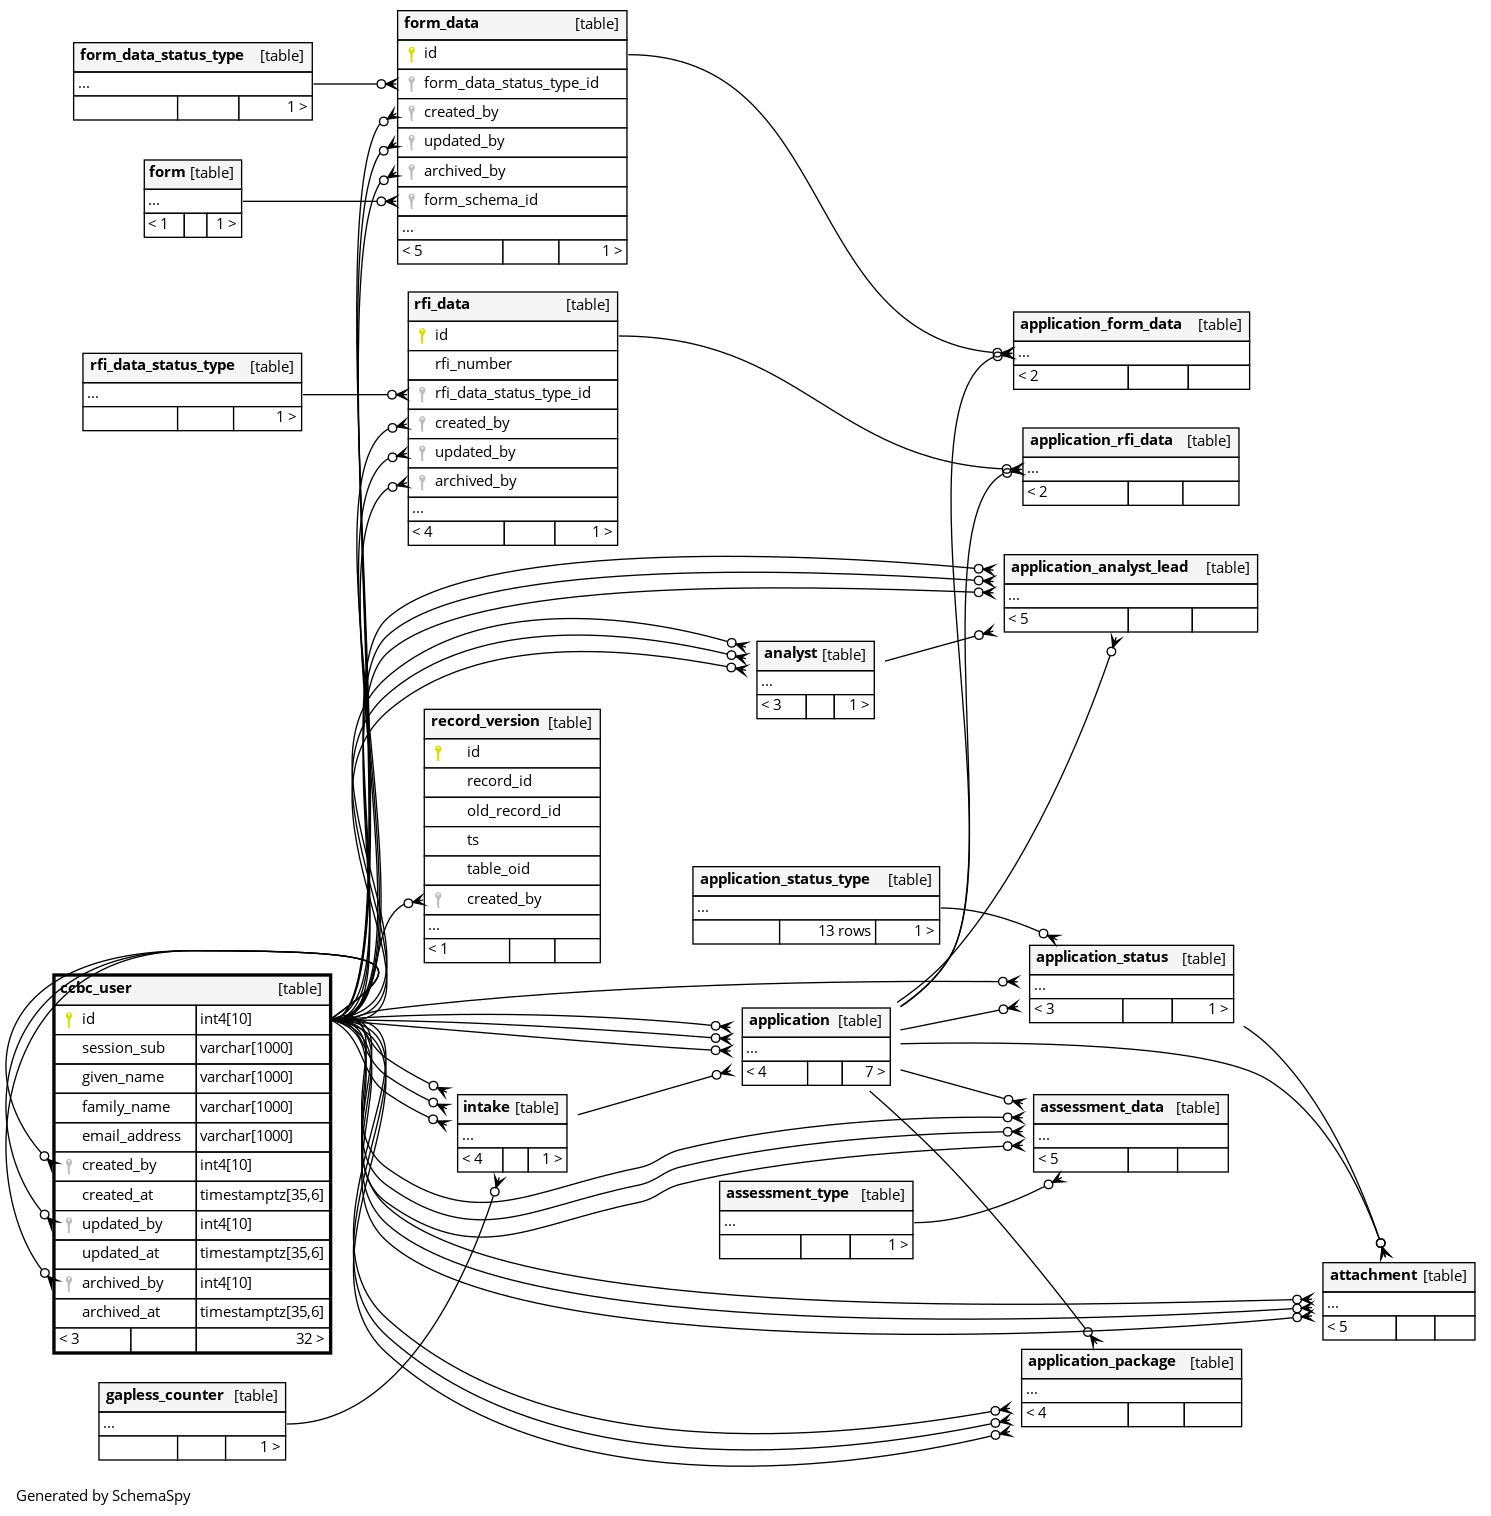 form_data_status_type [table]
...
1 >
form [table]
...
< 1 1 >
rfi_data_status_type [table]
...
1 >
form_data [table]
id
form_data_status_type_id
created_by
updated_by
archived_by
form_schema_id
...
< 5 1 >
rfi_data [table]
id
rfi_number
rfi_data_status_type_id
created_by
updated_by
archived_by
...
< 4 1 >
application_form_data [table]
...
< 2
application_rfi_data [table]
...
< 2
application_analyst_lead [table]
...
< 5
analyst [table]
...
< 3 1 >
record_version [table]
id
record_id
old_record_id
ts
table_oid
created_by
...
< 1
application_status_type [table]
...
13 rows 1 >
application_status [table]
...
< 3 1 >
ccbc_user [table]
id int4[10]
session_sub varchar[1000]
given_name varchar[1000]
family_name varchar[1000]
email_address varchar[1000]
created_by int4[10]
created_at timestamptz[35,6]
updated_by int4[10]
updated_at timestamptz[35,6]
archived_by int4[10]
archived_at timestamptz[35,6]
< 3 32 >
application [table]
...
< 4 7 >
intake [table]
...
< 4 1 >
assessment_data [table]
...
< 5
assessment_type [table]
...
1 >
attachment [table]
...
< 5
application_package [table]
...
< 4
gapless_counter [table]
...
1 >
Generated by SchemaSpy